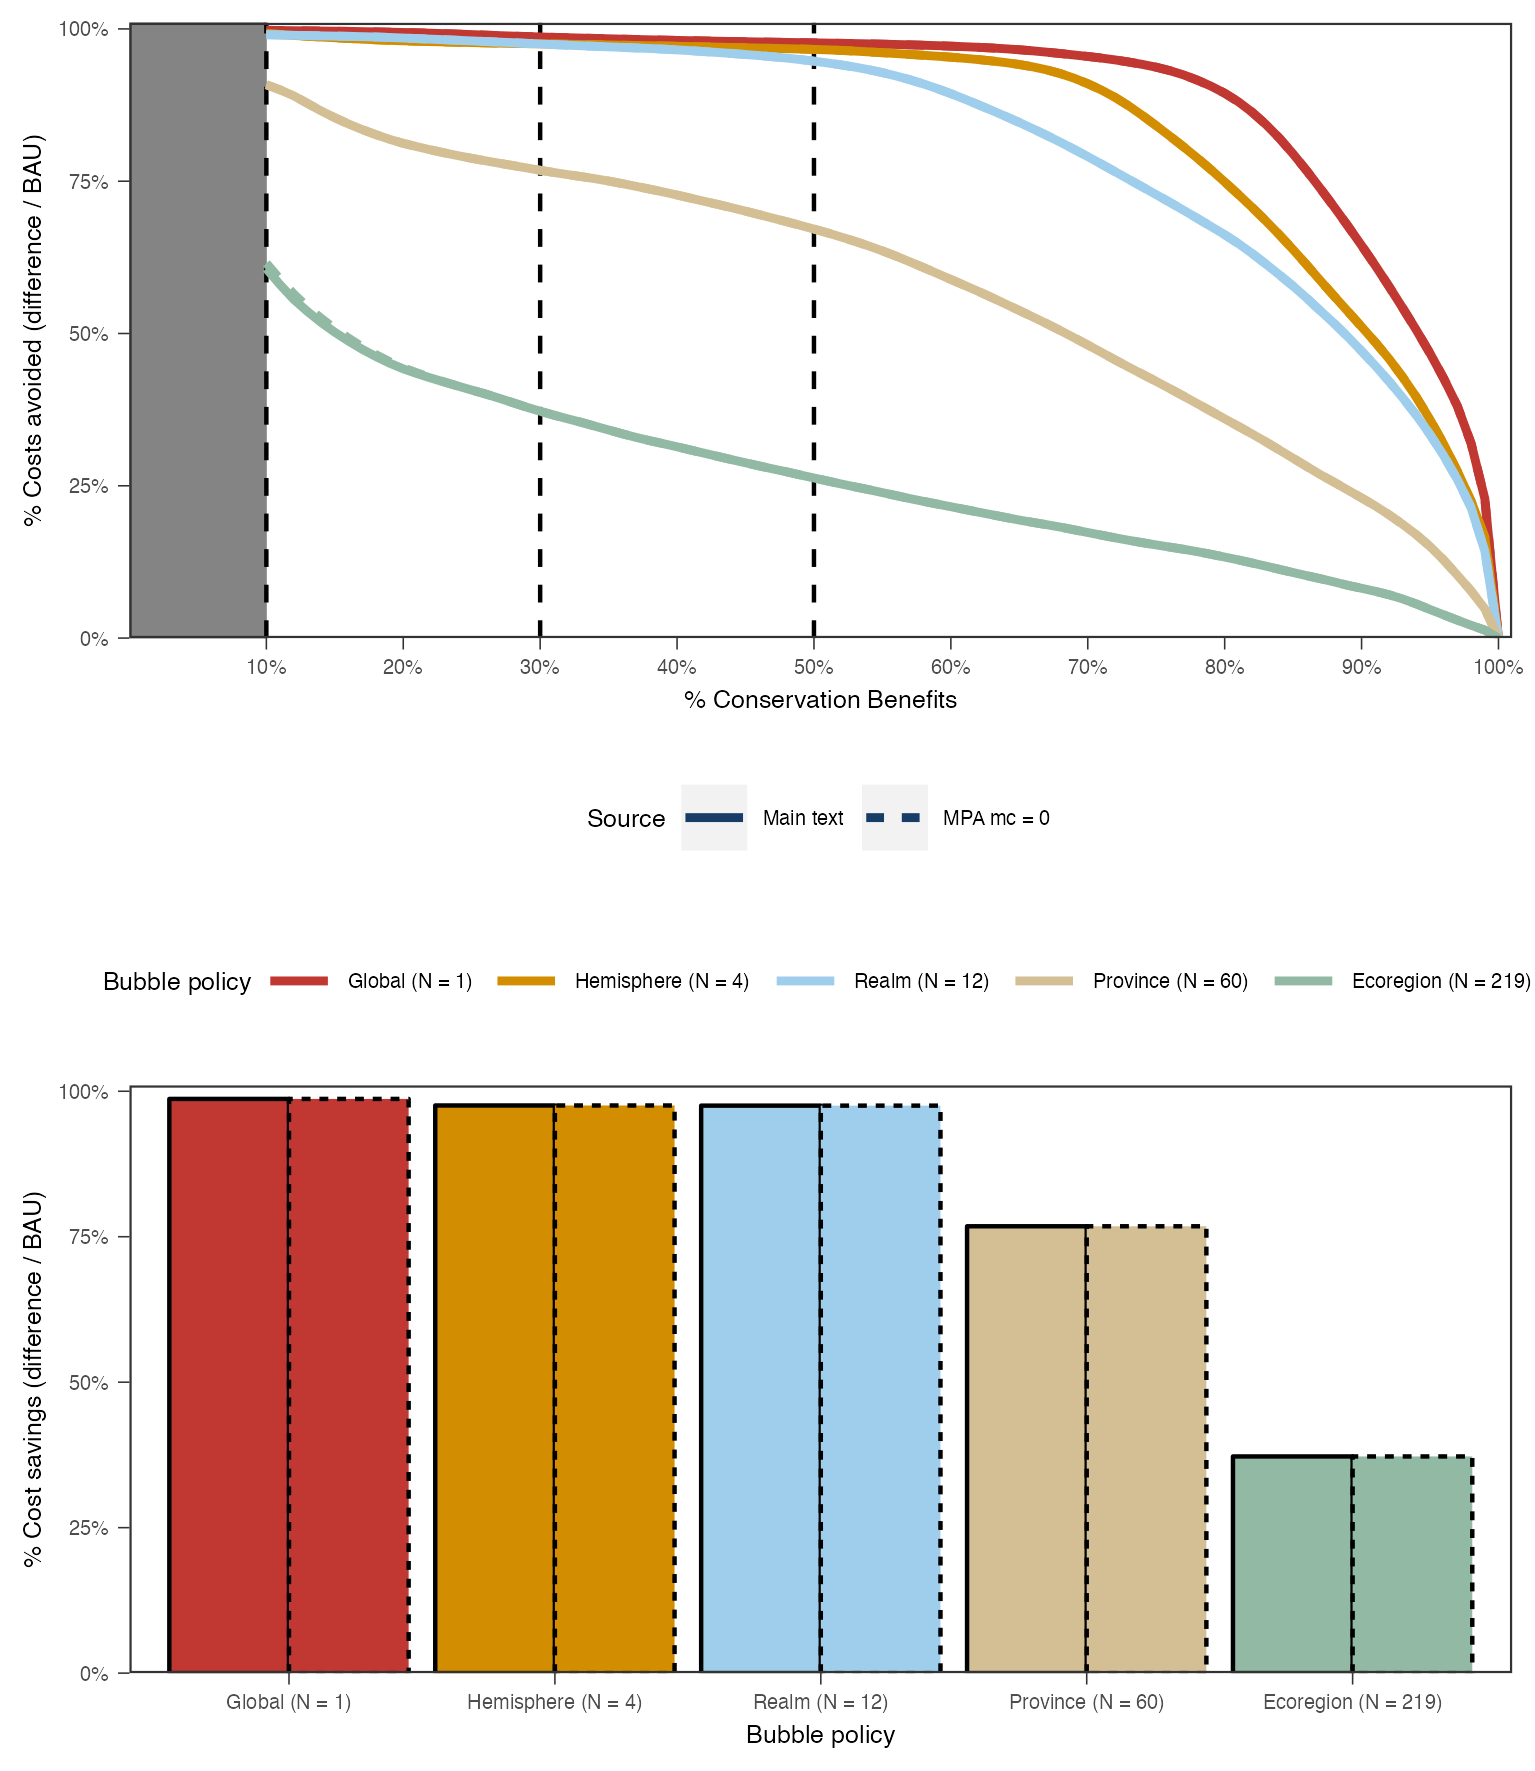 100%
75%
50%
25%
0%
% Costs avoided (difference / BAU)
10% 20% 30% 40% 50% 60% 70% 80% 90% 100%
% Conservation Benefits
Source Main text MPA mc = 0
Bubble policy Global (N = 1) Hemisphere (N = 4) Realm (N = 12) Province (N = 60) Ecoregion (N = 219)
100%
75%
50%
25%
0%
% Cost savings (difference / BAU)
Global (N = 1) Hemisphere (N = 4) Realm (N = 12) Province (N = 60) Ecoregion (N = 219)
Bubble policy